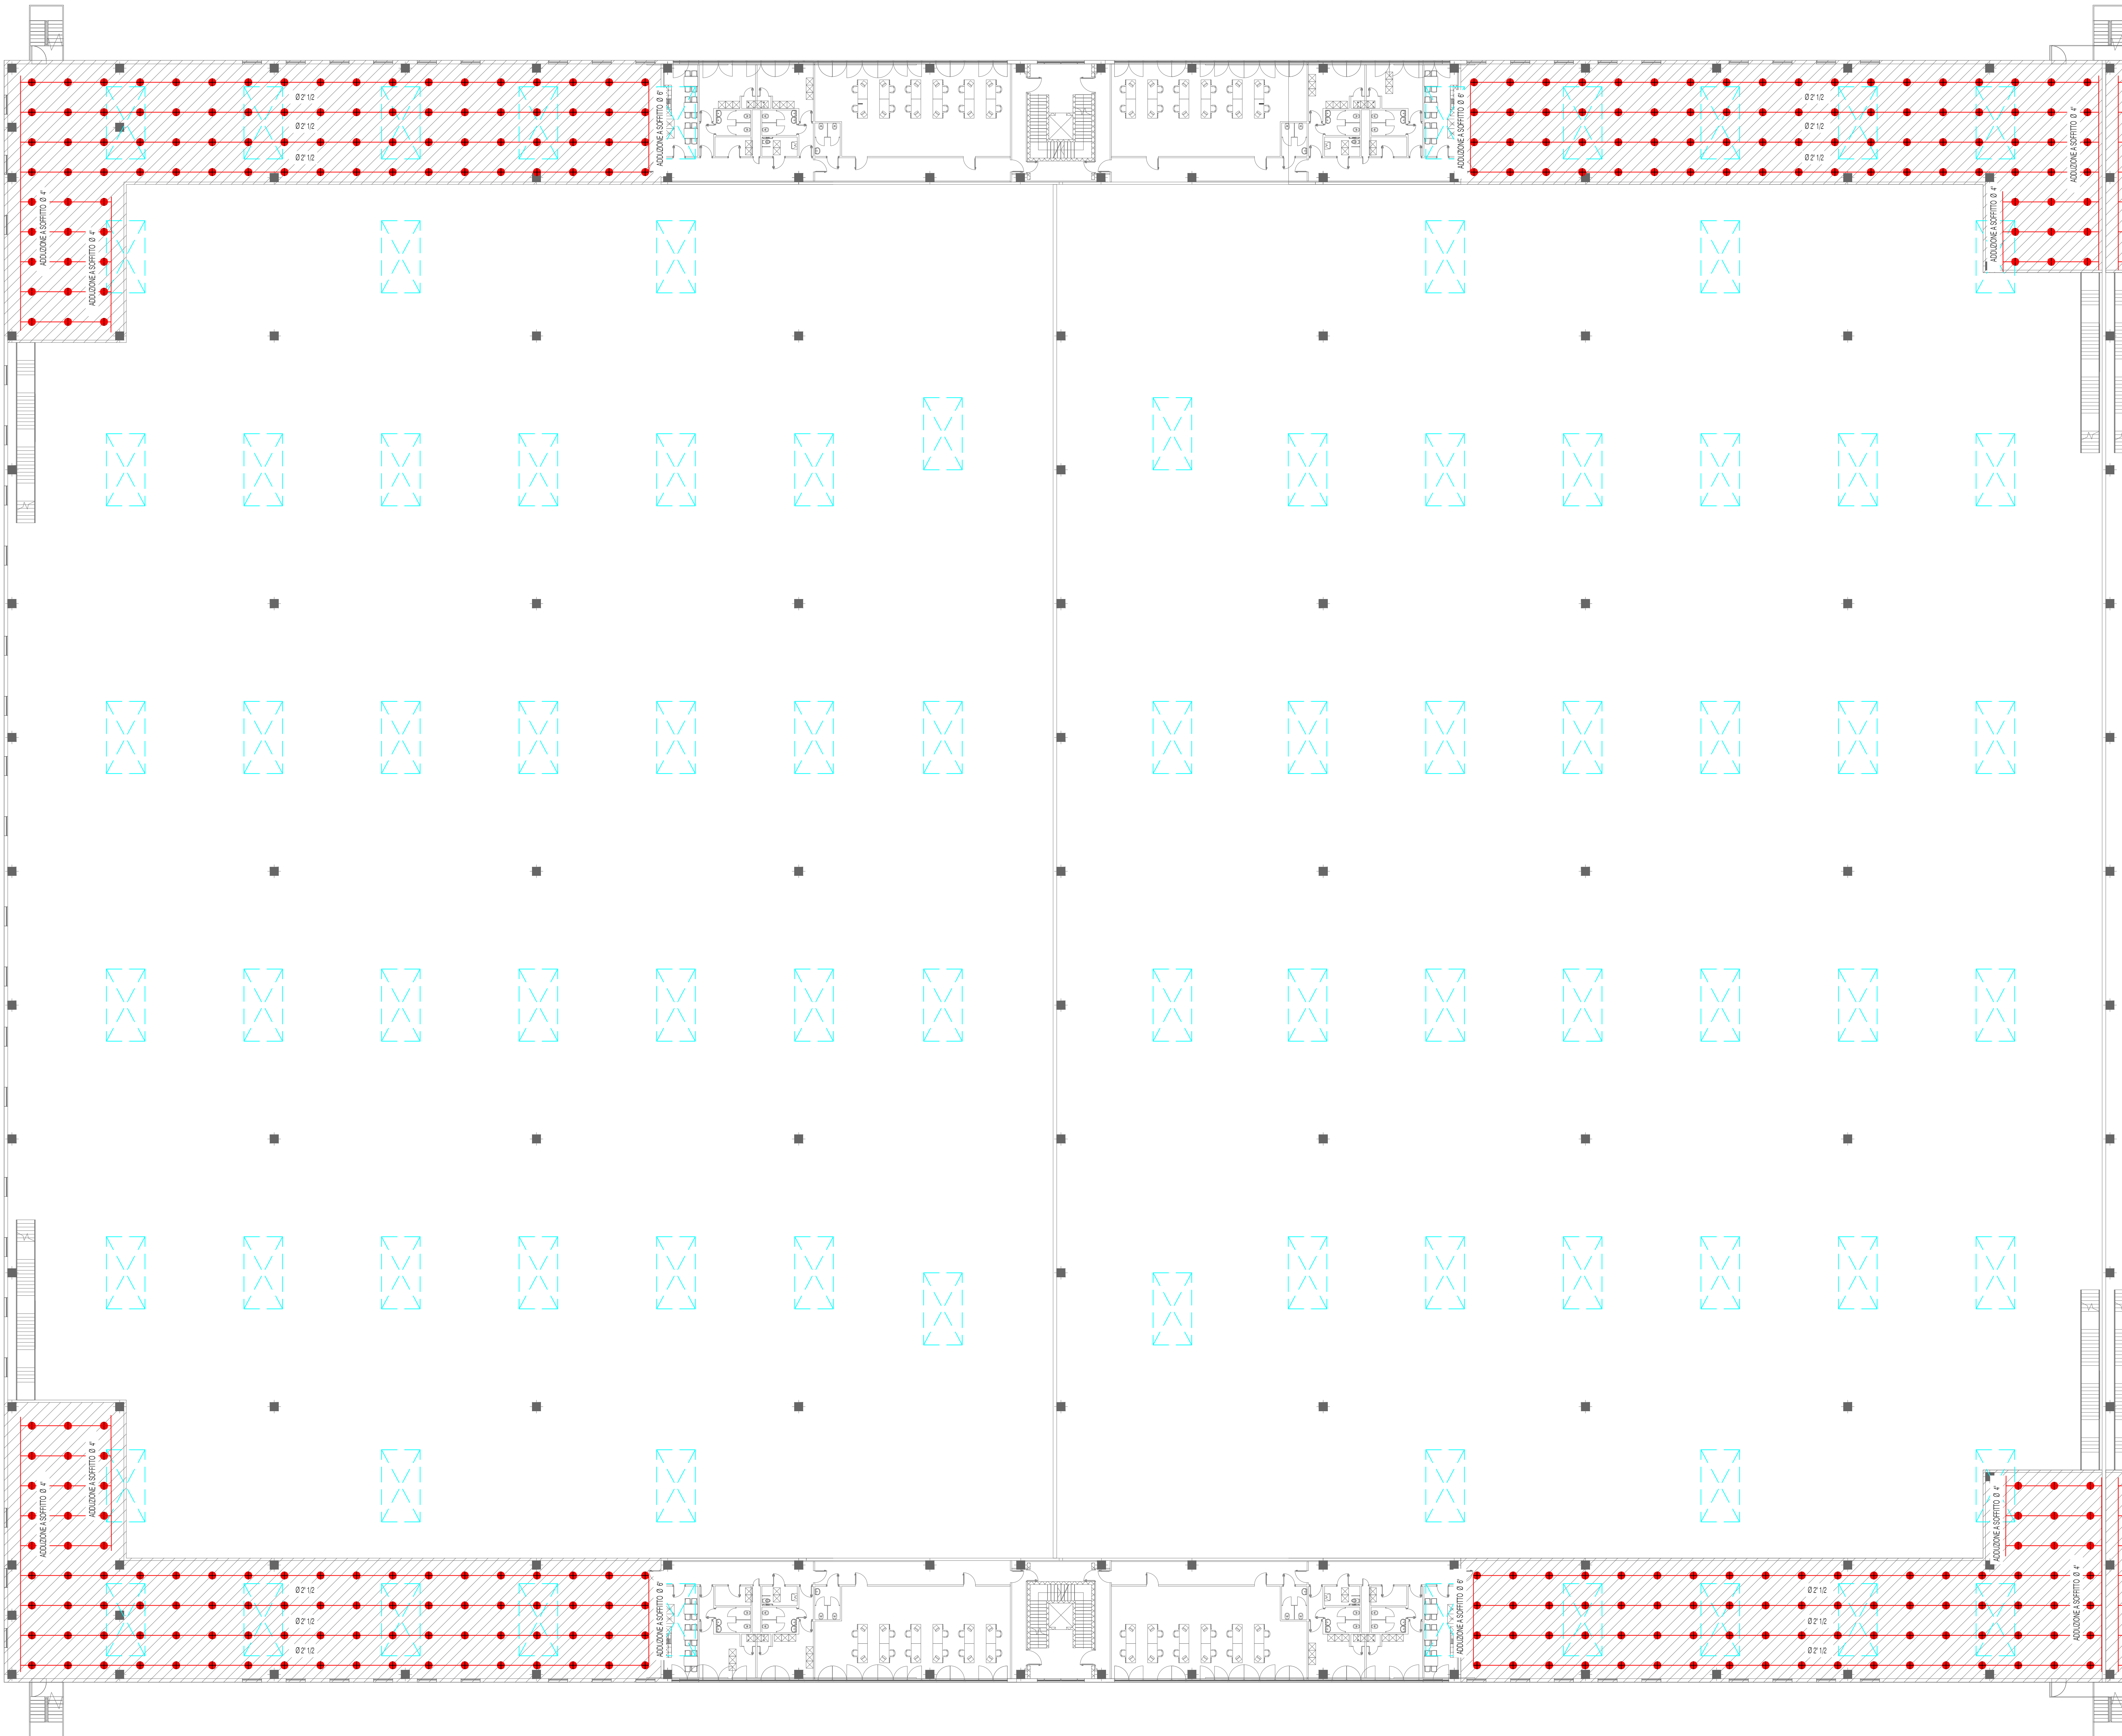 Ø 2" 1/2
Ø 2" 1/2
Ø 2" 1/2
ADDUZIONE A SOFFITTO Ø 6"
ADDUZIONE A SOFFITTO Ø 6"
Ø 2" 1/2
Ø 2" 1/2
Ø 2" 1/2
ADDUZIONE A SOFFITTO Ø 4"
ADDUZIONE A SOFFITTO Ø 4"
ADDUZIONE A SOFFITTO Ø 4"
ADDUZIONE A SOFFITTO Ø 4"
ADDUZIONE A SOFFITTO Ø 4"
ADDUZIONE A SOFFITTO Ø 4"
ADDUZIONE A SOFFITTO Ø 4"
ADDUZIONE A SOFFITTO Ø 4"
Ø 2" 1/2
Ø 2" 1/2
Ø 2" 1/2
ADDUZIONE A SOFFITTO Ø 6"
ADDUZIONE A SOFFITTO Ø 6"
Ø 2" 1/2
Ø 2" 1/2
Ø 2" 1/2